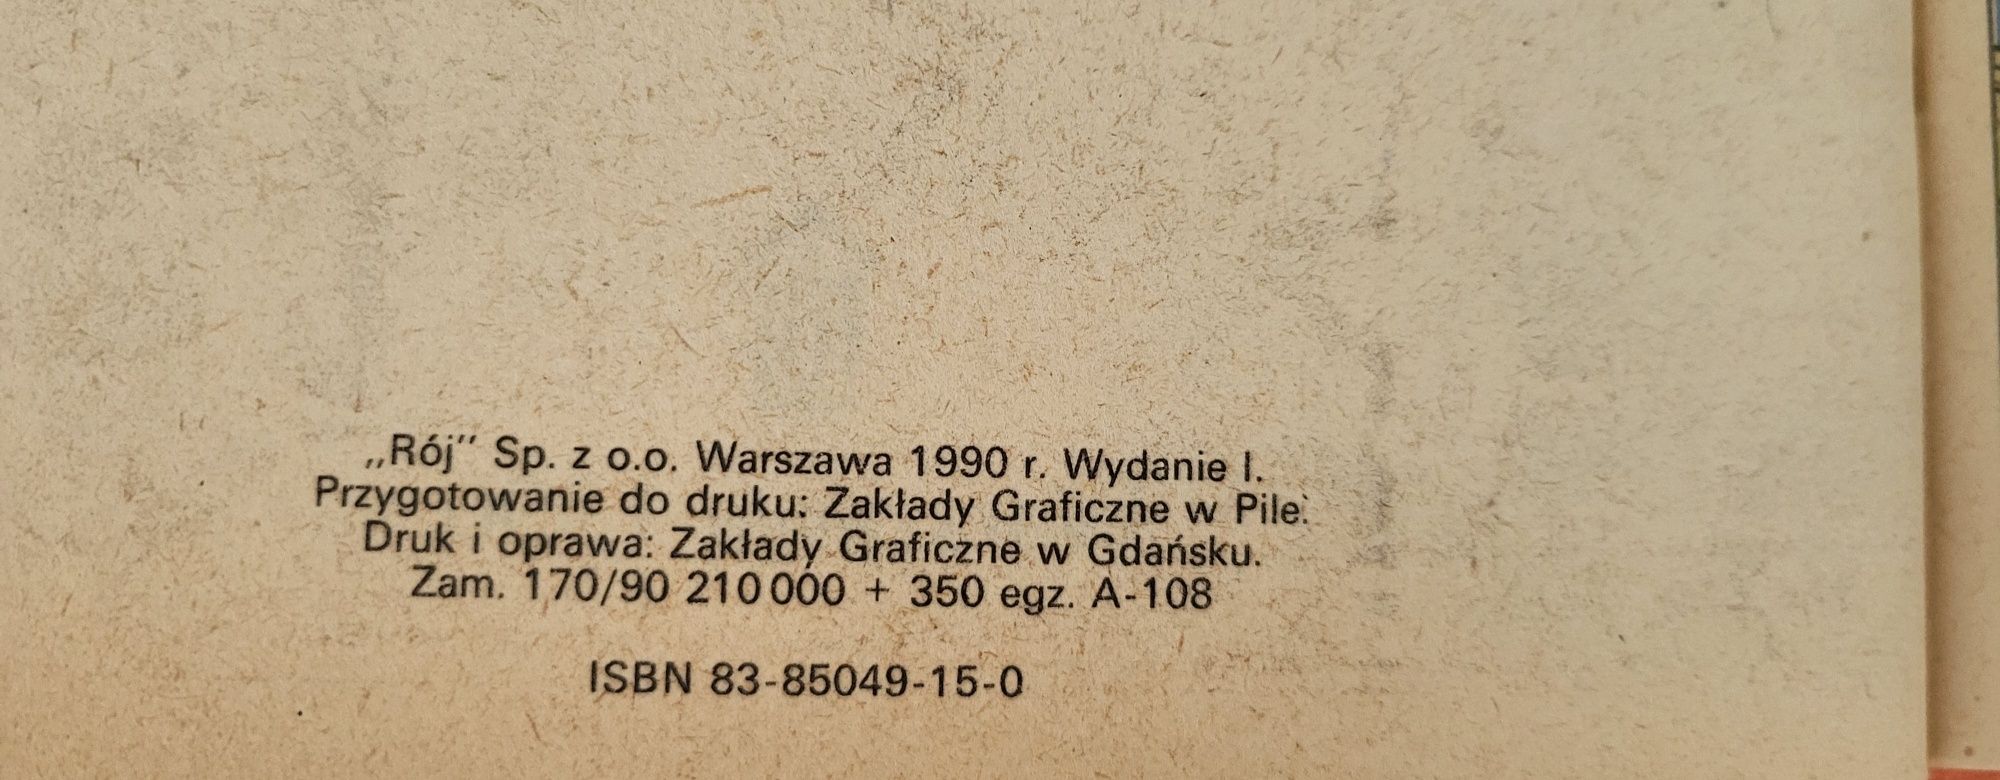 „Rój” Sp. z o.o. Warszawa 1990 r. Wydanie I.
Przygotowanie do druku: Zakłady Graficzne w Pile.
Druk i oprawa: Zakłady Graficzne w Gdańsku.
Zam. 170/90 210 000 + 350 egz. A-108
ISBN 83-85049-15-0